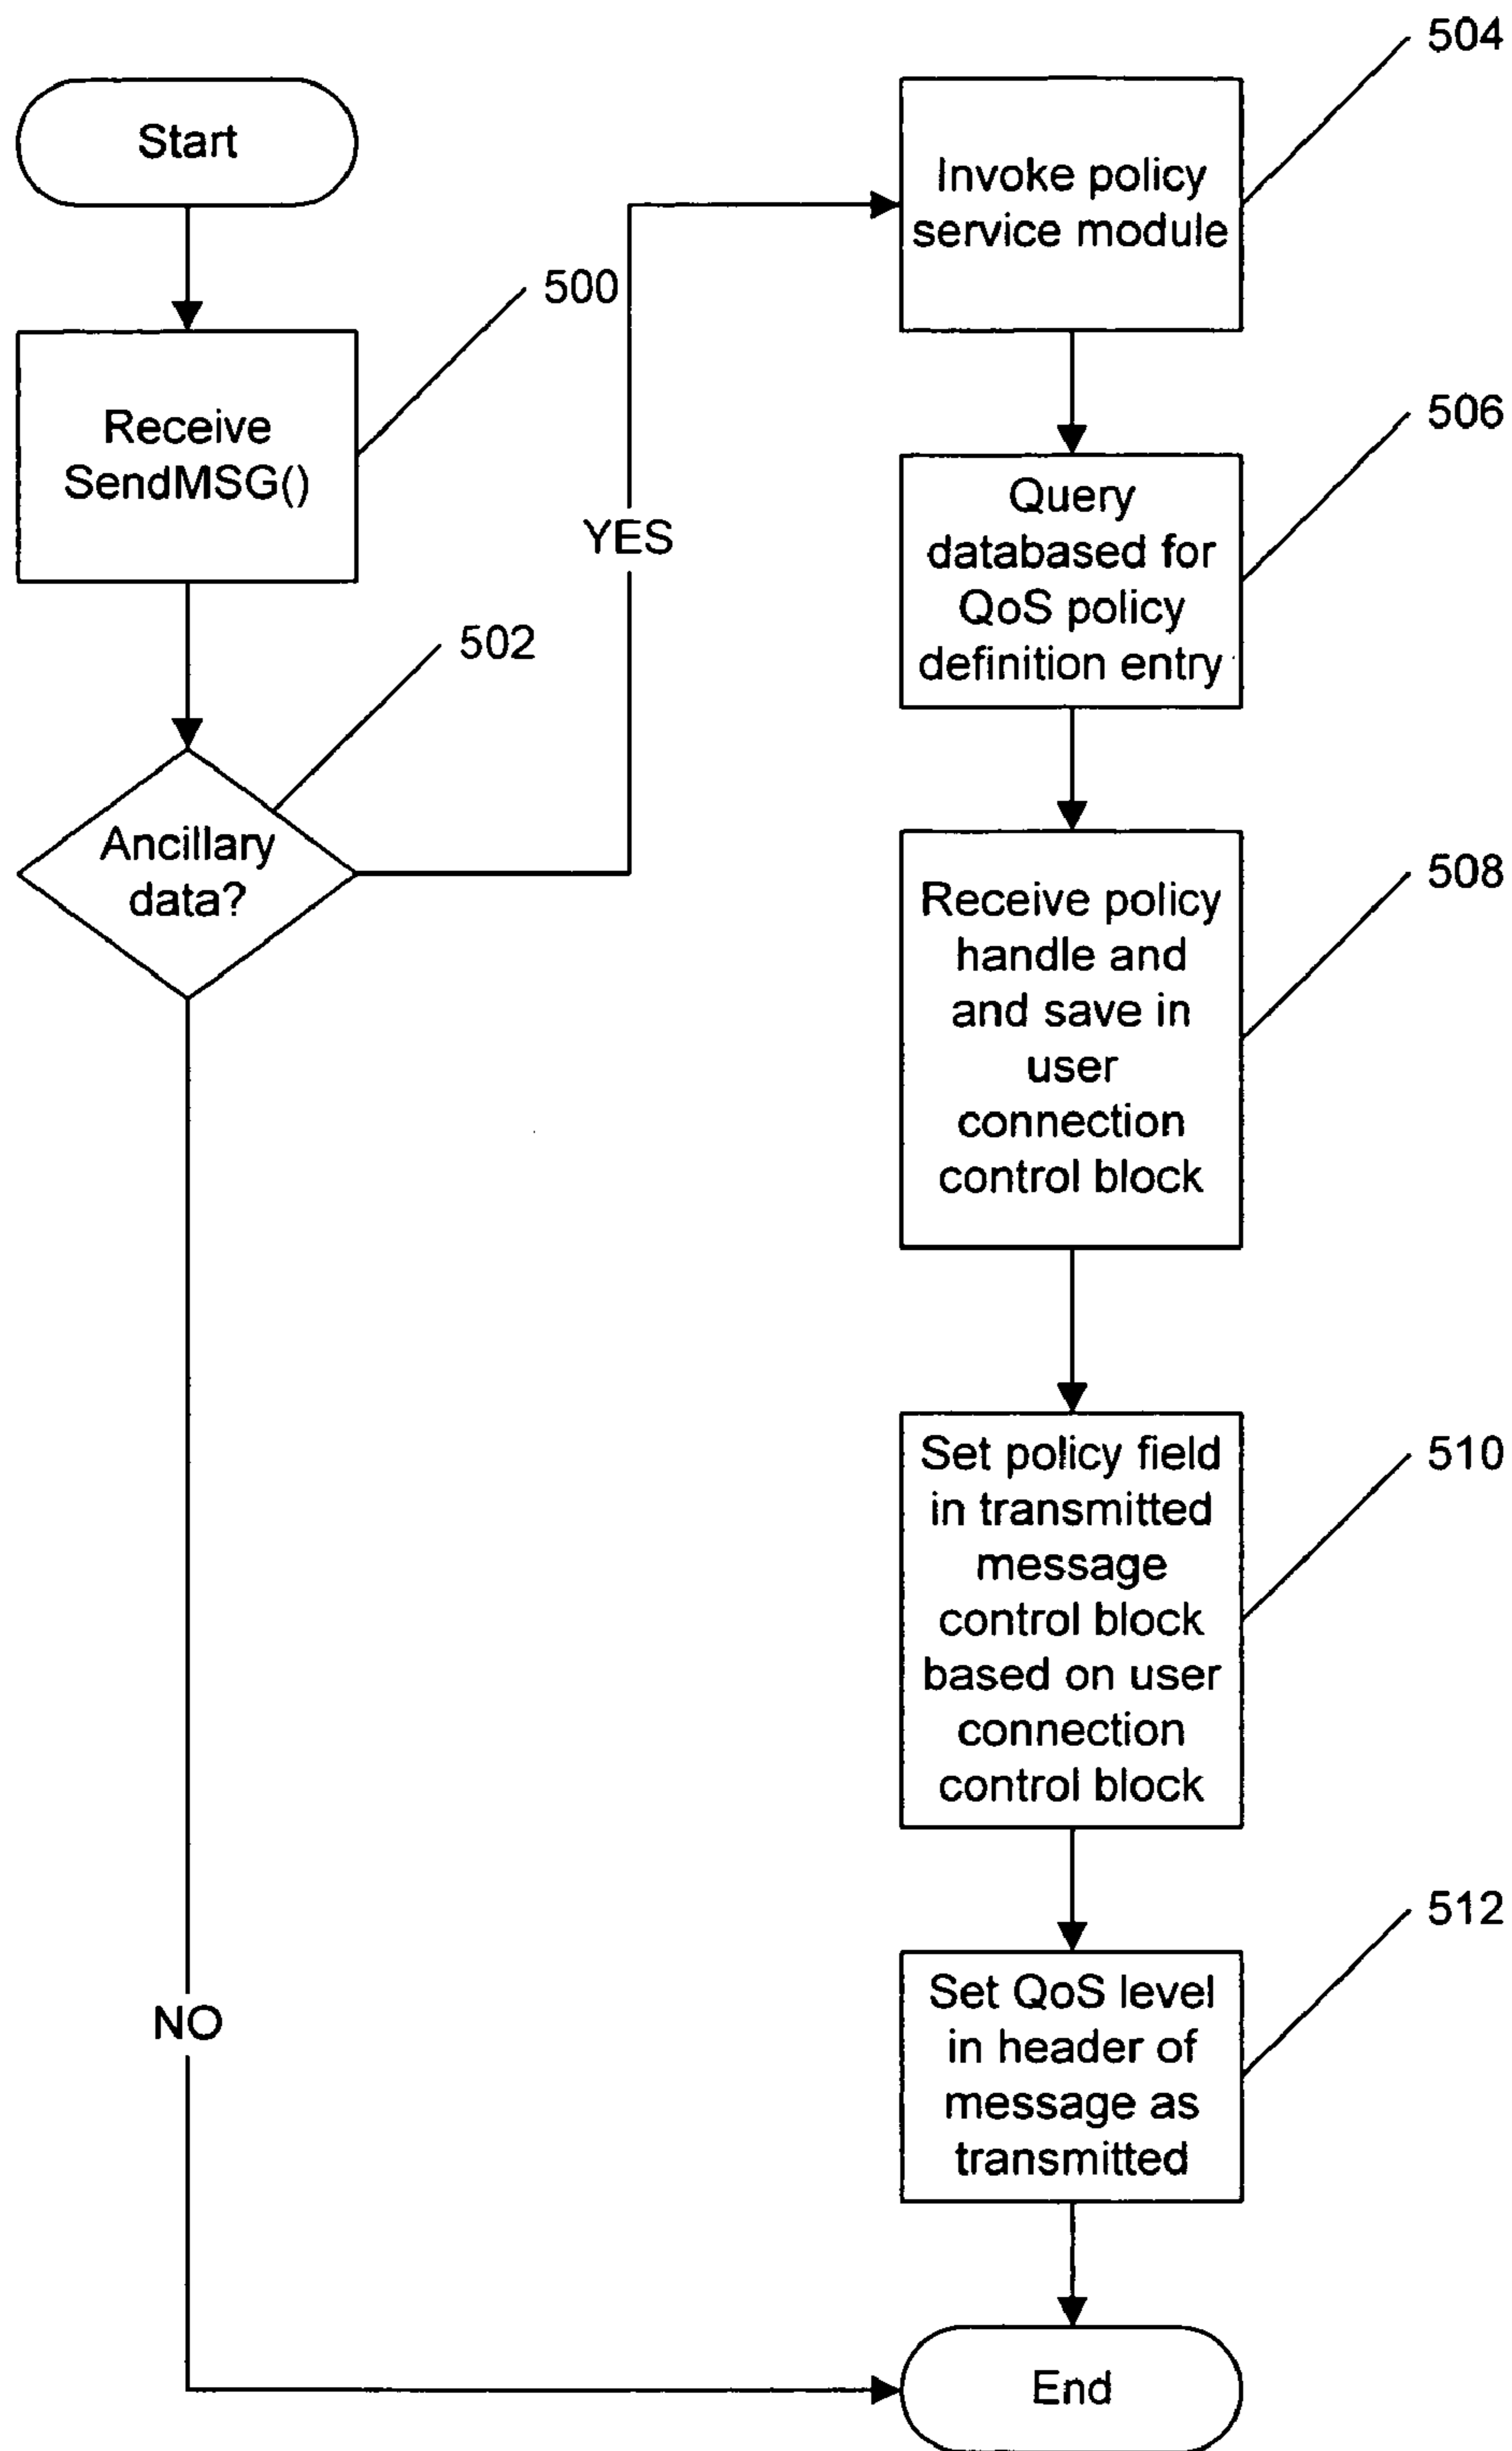 Start
500
Receive
SendMSG()
502
Ancillary
data?
YES
NO
504
Invoke policy
service module
506
Query
databased for
QoS policy
definition entry
508
Receive policy
handle and
and save in
user
connection
control block
510
Set policy field
in transmitted
message
control block
based on user
connection
control block
512
Set QoS level
in header of
message as
transmitted
End